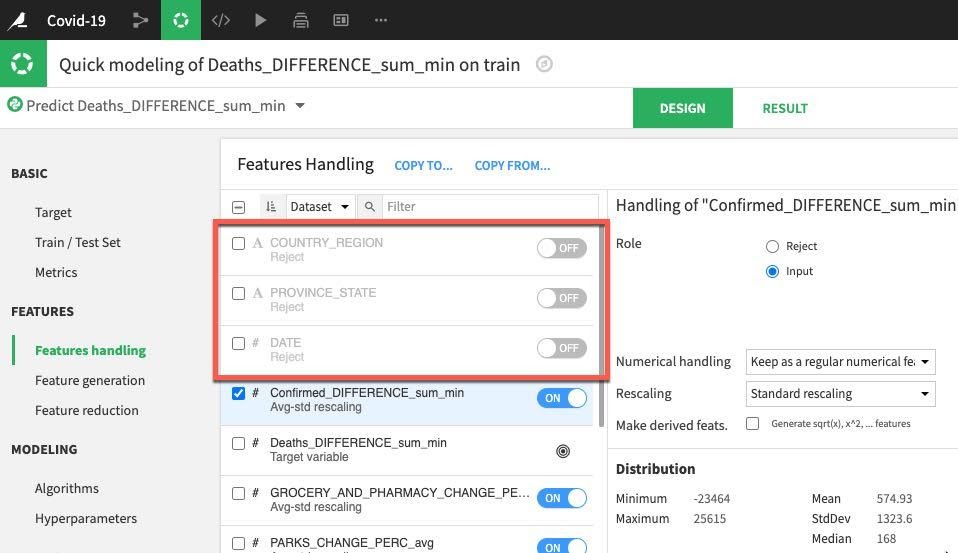 Covid-19
Quick modeling of Deaths_DIFFERENCE_sum_min on train
Predict Deaths_DIFFERENCE_sum_min
DESIGN
RESULT
BASIC
Target
Train / Test Set
Metrics
FEATURES
Features handling
Feature generation
Feature reduction
MODELING
Algorithms
Hyperparameters
Features Handling COPY TO... COPY FROM...
Dataset Filter
A COUNTRY_REGION OFF
Reject
A PROVINCE_STATE OFF
Reject
# DATE OFF
Reject
# Confirmed_DIFFERENCE_sum_min ON
Avg-std rescaling
# Deaths_DIFFERENCE_sum_min
Target variable
# GROCERY_AND_PHARMACY_CHANGE_PE... ON
Avg-std rescaling
# PARKS_CHANGE_PERC_avg ON
Handling of "Confirmed_DIFFERENCE_sum_min
Role Reject
Input
Numerical handling Keep as a regular numerical fea
Rescaling Standard rescaling
Make derived feats. Generate sqrt(x), x^2, ... features
Distribution
Minimum -23464 Mean 574.93
Maximum 25615 StdDev 1323.6
Median 168